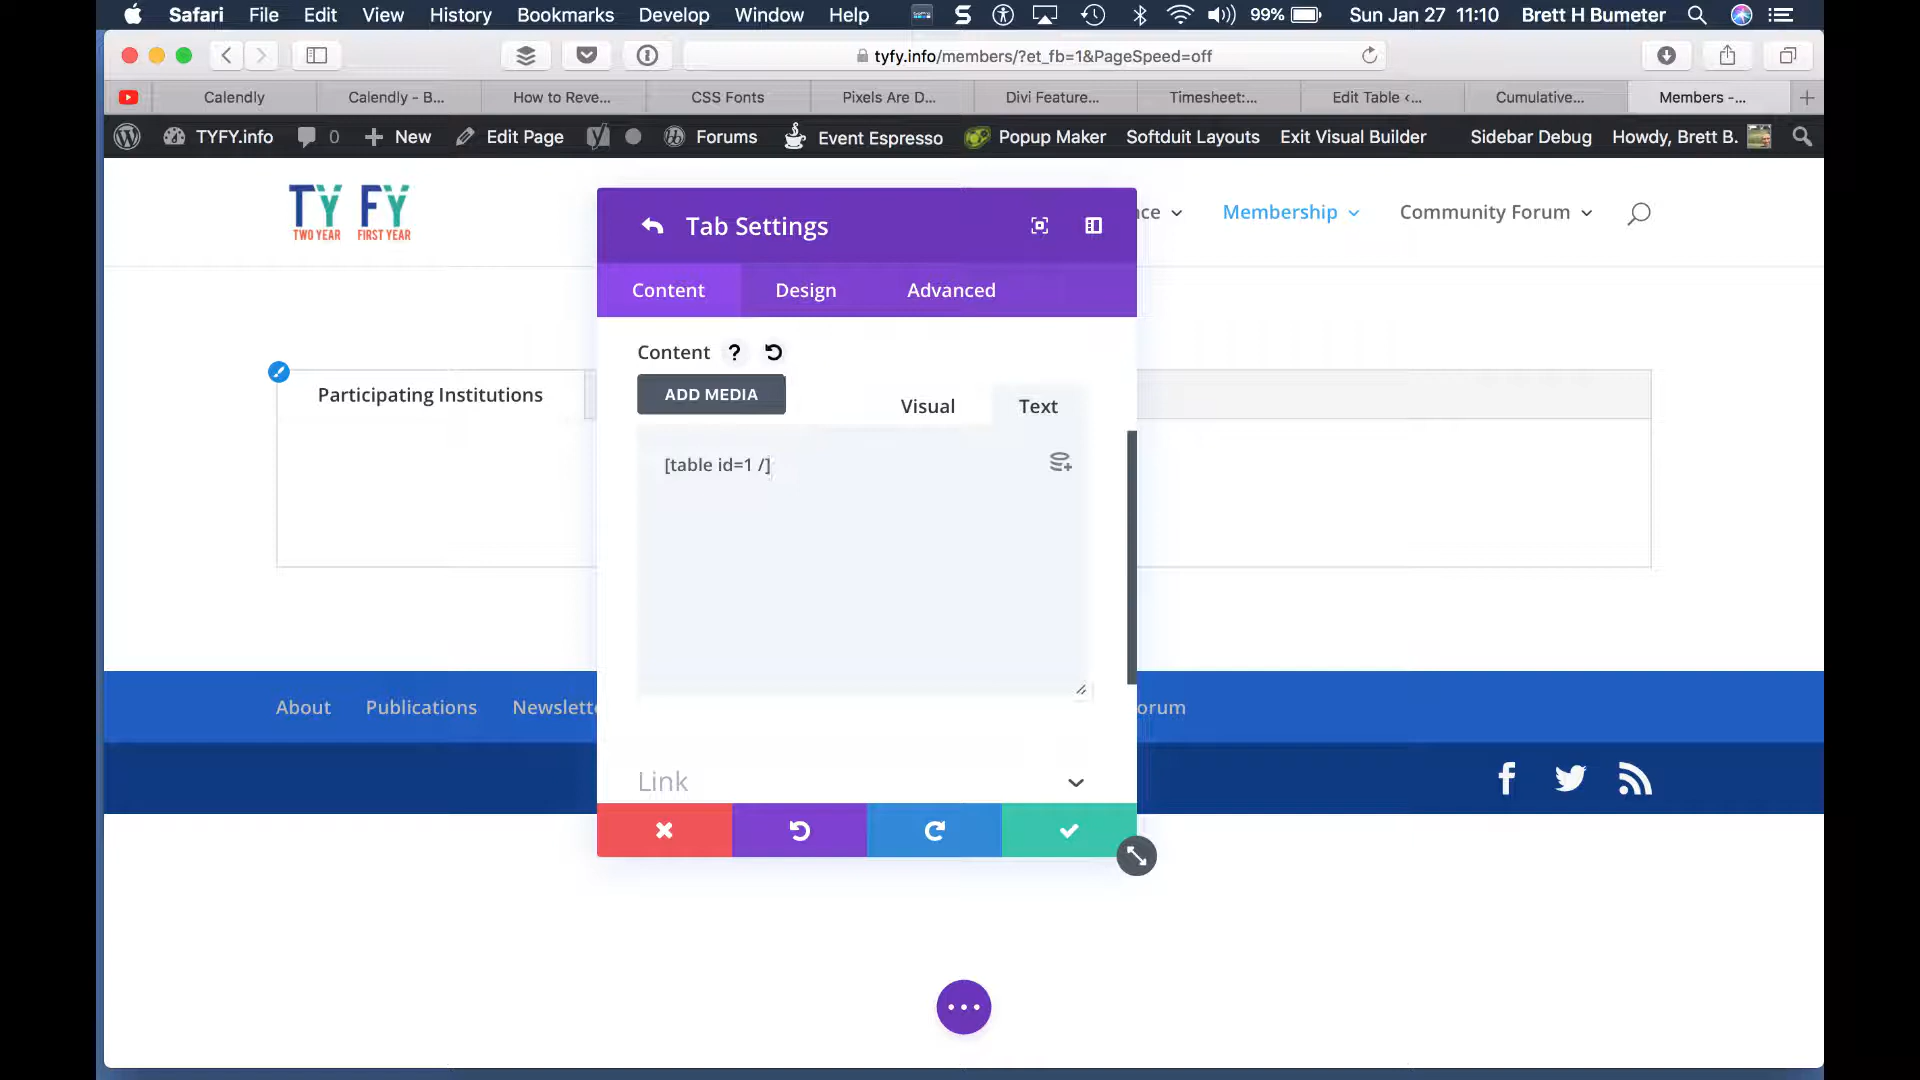 Safari File Edit View History Bookmarks Develop Window Help 99% Sun Jan 27 11:10 Brett H Bumeter
tyfy.info/members/?et_fb=1&PageSpeed=off
Calendly Calendly - B... How to Reve... CSS Fonts Pixels Are D... Divi Feature... Timesheet:... Edit Table ‹... Cumulative... Members -...
TYFY.info 0 New Edit Page Forums Event Espresso Popup Maker Softduit Layouts Exit Visual Builder Sidebar Debug Howdy, Brett B.
TY FY
TWO YEAR FIRST YEAR
nce Membership Community Forum
Tab Settings
Content Design Advanced
Content ?
ADD MEDIA
Visual Text
Participating Institutions
[table id=1 /]
About Publications Newslett orum
Link